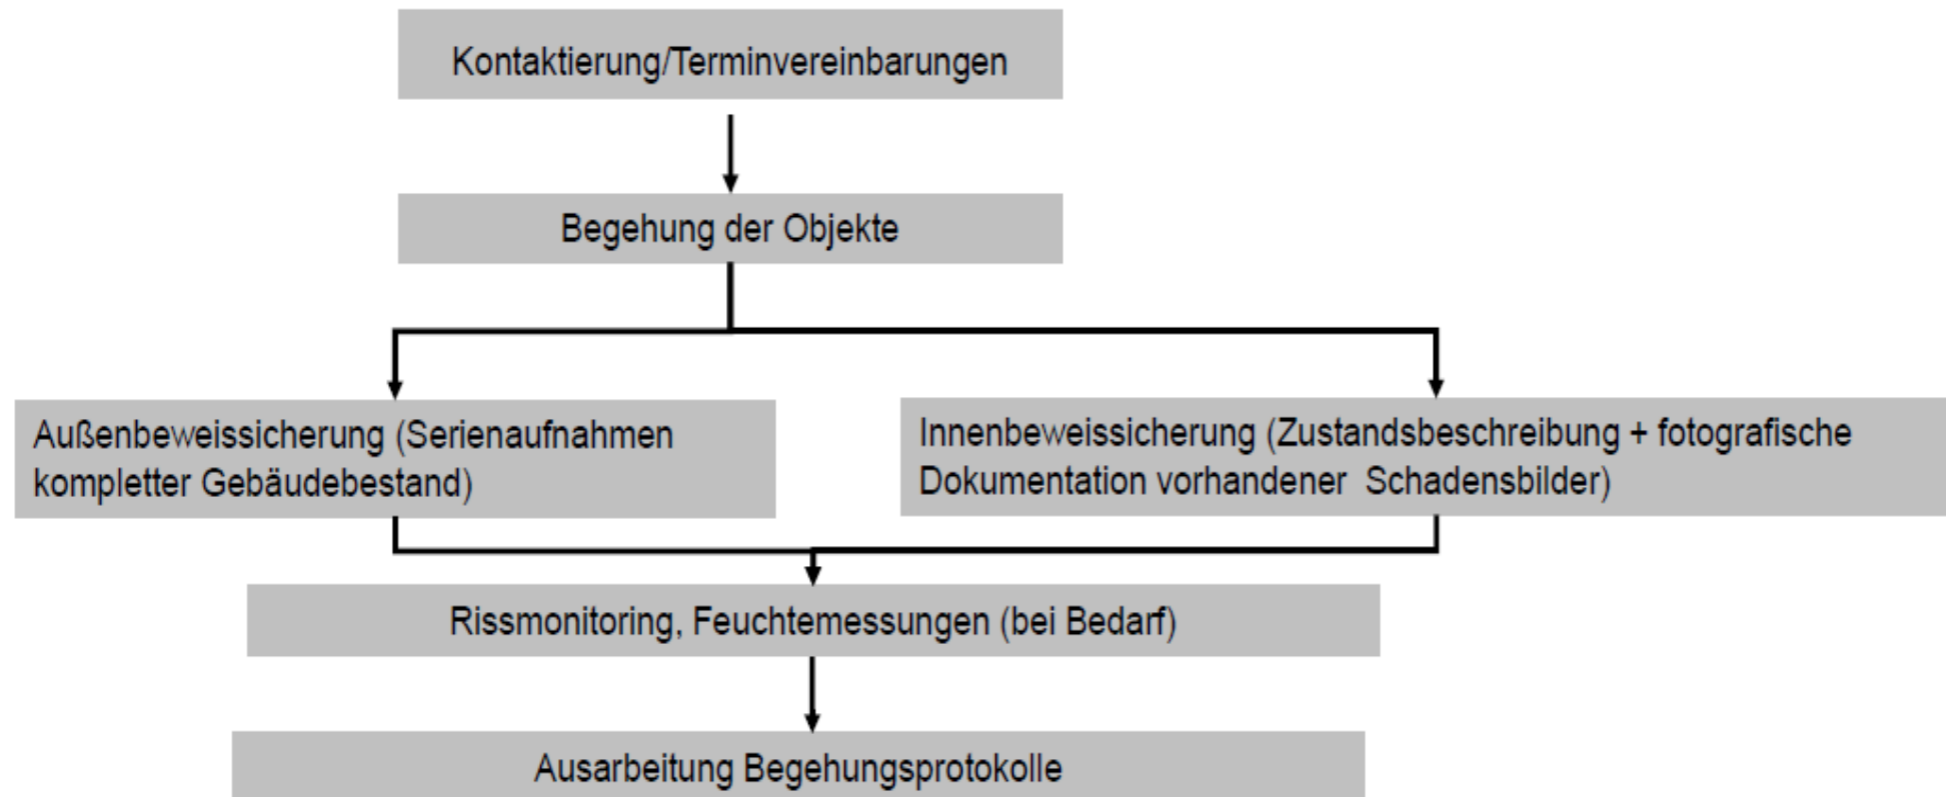 Kontaktierung/Terminvereinbarungen
Begehung der Objekte
Außenbeweissicherung (Serienaufnahmen
kompletter Gebäudebestand)
Innenbeweissicherung (Zustandsbeschreibung + fotografische
Dokumentation vorhandener Schadensbilder)
Rissmonitoring, Feuchtemessungen (bei Bedarf)
Ausarbeitung Begehungsprotokolle